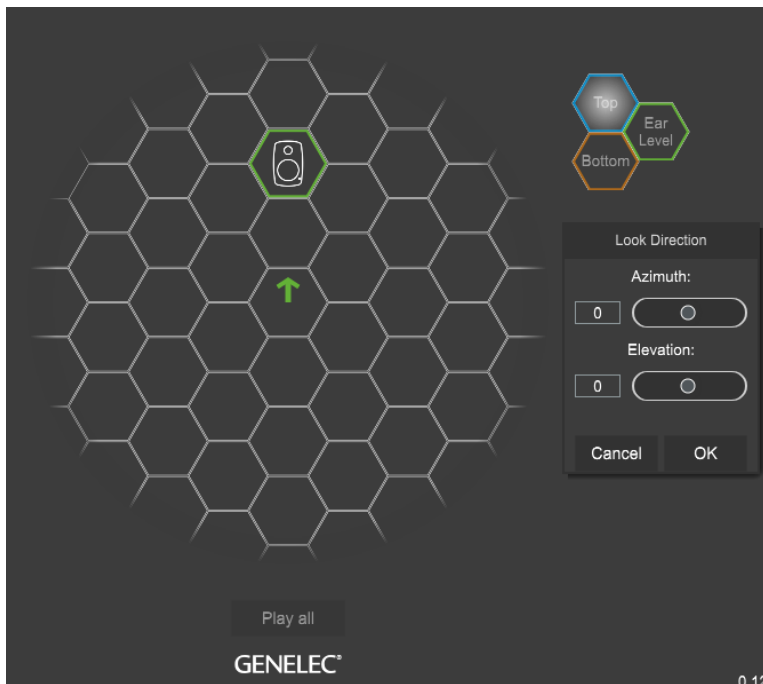 Top
Ear
Level
Bottom
Look Direction
Azimuth:
0
Elevation:
0
Cancel OK
Play all
GENELEC®